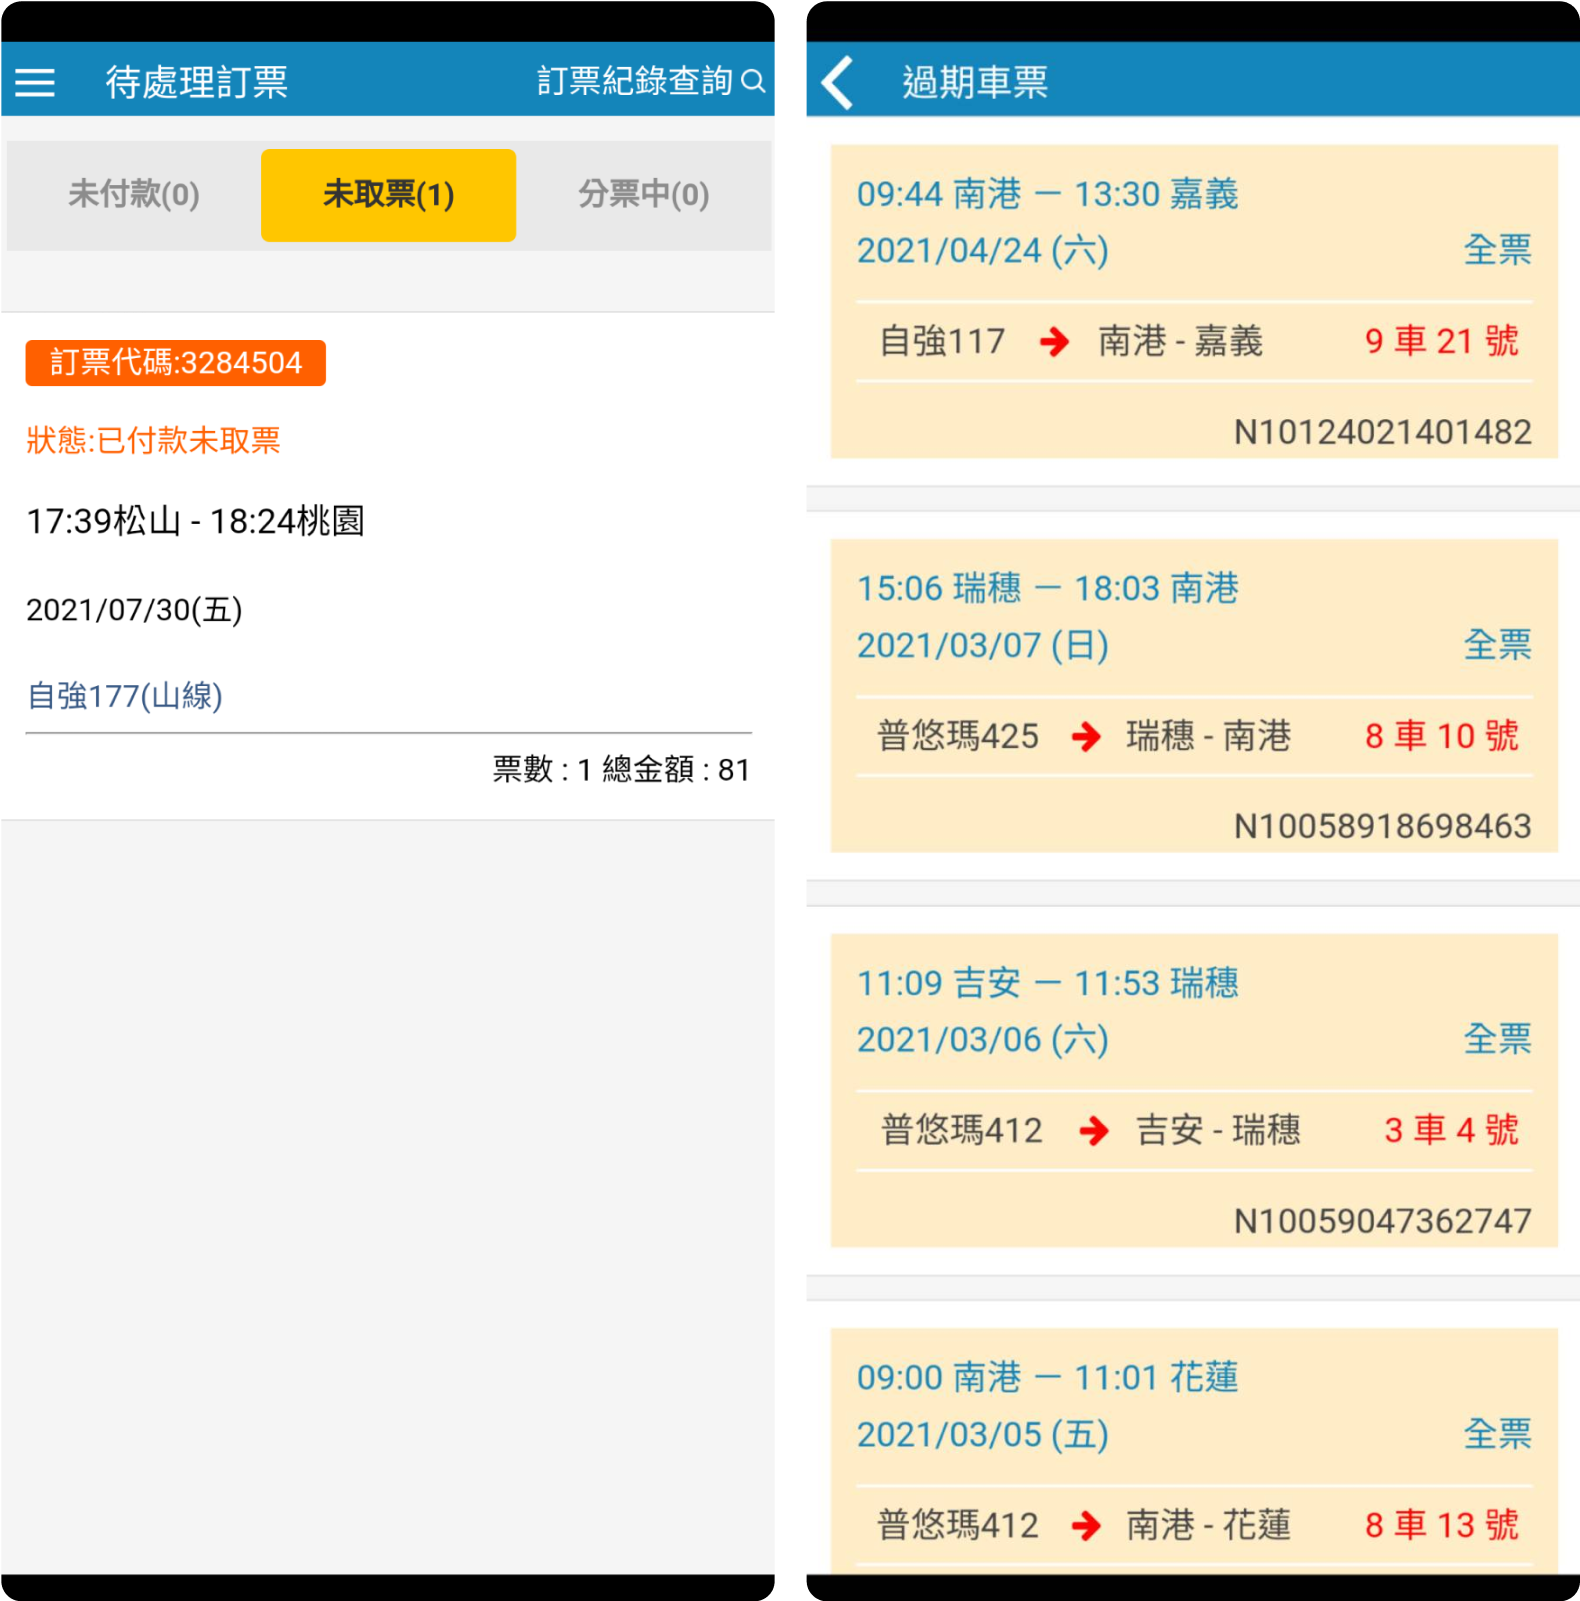 待處理訂票
訂票紀錄查詢
未付款(0)
未取票(1)
分票中(0)
訂票代碼:3284504
狀態:已付款未取票
17:39松山 - 18:24桃園
2021/07/30(五)
自強177(山線)
票數 : 1 總金額 : 81
過期車票
09:44 南港 － 13:30 嘉義
2021/04/24 (六) 全票
自強117 南港 - 嘉義 9 車 21 號
N10124021401482
15:06 瑞穗 － 18:03 南港
2021/03/07 (日) 全票
普悠瑪425 瑞穗 - 南港 8 車 10 號
N10058918698463
11:09 吉安 － 11:53 瑞穗
2021/03/06 (六) 全票
普悠瑪412 吉安 - 瑞穗 3 車 4 號
N10059047362747
09:00 南港 － 11:01 花蓮
2021/03/05 (五) 全票
普悠瑪412 南港 - 花蓮 8 車 13 號